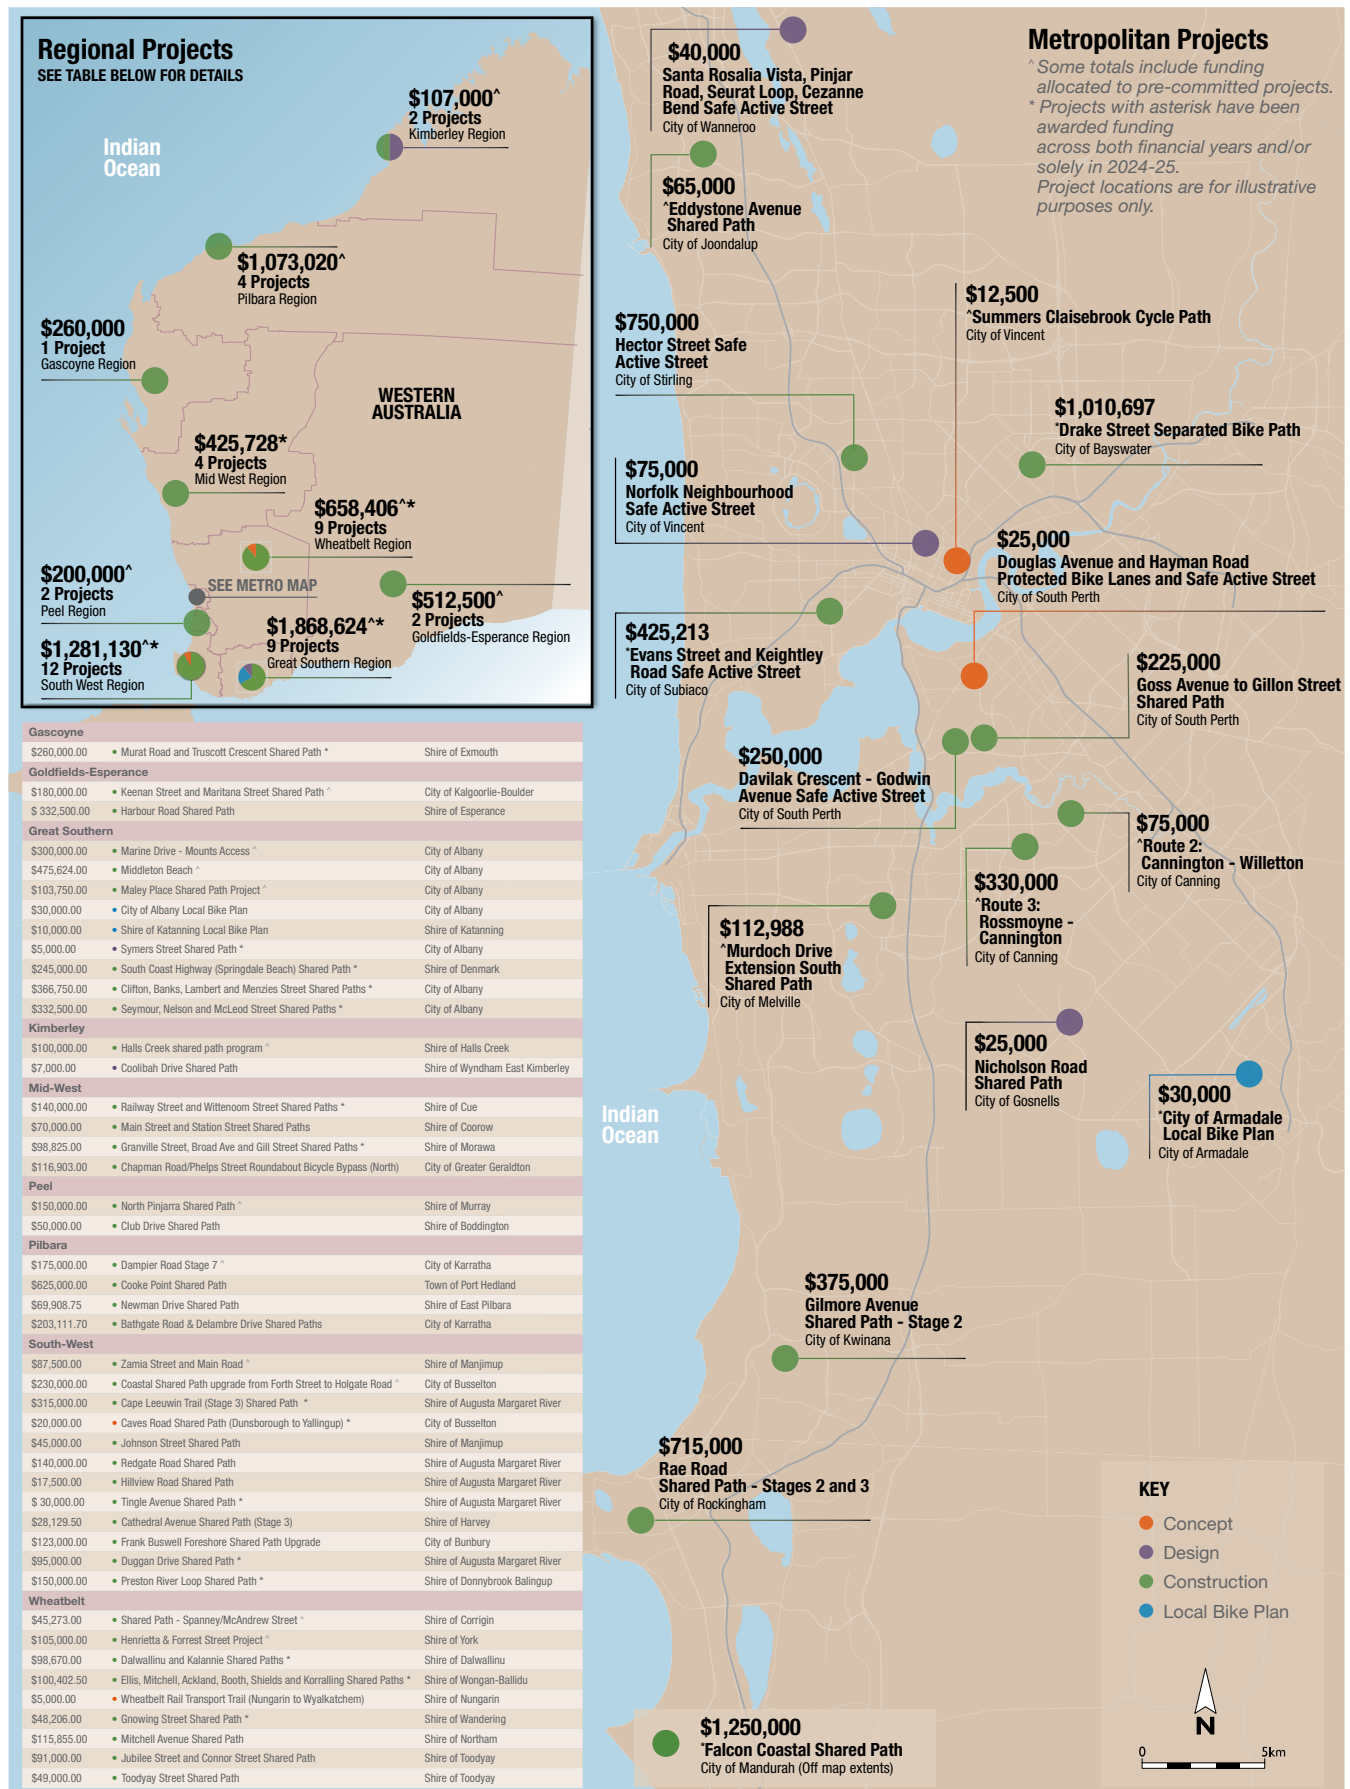 Regional Projects
SEE TABLE BELOW FOR DETAILS
Indian
Ocean
$107,000^
2 Projects
Kimberley Region
$1,073,020^
4 Projects
Pilbara Region
$260,000
1 Project
Gascoyne Region
WESTERN
AUSTRALIA
$425,728*
4 Projects
Mid West Region
$658,406^*
9 Projects
Wheatbelt Region
$200,000^
2 Projects
Peel Region
SEE METRO MAP
$512,500^
2 Projects
Goldfields-Esperance Region
$1,868,624^*
9 Projects
Great Southern Region
$1,281,130^*
12 Projects
South West Region
Gascoyne
$260,000.00 • Murat Road and Truscott Crescent Shared Path * Shire of Exmouth
Goldfields-Esperance
$180,000.00 • Keenan Street and Maritana Street Shared Path ^ City of Kalgoorlie-Boulder
$ 332,500.00 • Harbour Road Shared Path Shire of Esperance
Great Southern
$300,000.00 • Marine Drive - Mounts Access ^ City of Albany
$475,624.00 • Middleton Beach ^ City of Albany
$103,750.00 • Maley Place Shared Path Project ^ City of Albany
$30,000.00 • City of Albany Local Bike Plan City of Albany
$10,000.00 • Shire of Katanning Local Bike Plan Shire of Katanning
$5,000.00 • Symers Street Shared Path * City of Albany
$245,000.00 • South Coast Highway (Springdale Beach) Shared Path * Shire of Denmark
$366,750.00 • Clifton, Banks, Lambert and Menzies Street Shared Paths * City of Albany
$332,500.00 • Seymour, Nelson and McLeod Street Shared Paths * City of Albany
Kimberley
$100,000.00 • Halls Creek shared path program ^ Shire of Halls Creek
$7,000.00 • Coolibah Drive Shared Path Shire of Wyndham East Kimberley
Mid-West
$140,000.00 • Railway Street and Wittenoom Street Shared Paths * Shire of Cue
$70,000.00 • Main Street and Station Street Shared Paths Shire of Coorow
$98,825.00 • Granville Street, Broad Ave and Gill Street Shared Paths * Shire of Morawa
$116,903.00 • Chapman Road/Phelps Street Roundabout Bicycle Bypass (North) City of Greater Geraldton
Peel
$150,000.00 • North Pinjarra Shared Path ^ Shire of Murray
$50,000.00 • Club Drive Shared Path Shire of Boddington
Pilbara
$175,000.00 • Dampier Road Stage 7 ^ City of Karratha
$625,000.00 • Cooke Point Shared Path Town of Port Hedland
$69,908.75 • Newman Drive Shared Path Shire of East Pilbara
$203,111.70 • Bathgate Road & Delambre Drive Shared Paths City of Karratha
South-West
$87,500.00 • Zamia Street and Main Road ^ Shire of Manjimup
$230,000.00 • Coastal Shared Path upgrade from Forth Street to Holgate Road ^ City of Busselton
$315,000.00 • Cape Leeuwin Trail (Stage 3) Shared Path * Shire of Augusta Margaret River
$20,000.00 • Caves Road Shared Path (Dunsborough to Yallingup) * City of Busselton
$45,000.00 • Johnson Street Shared Path Shire of Manjimup
$140,000.00 • Redgate Road Shared Path Shire of Augusta Margaret River
$17,500.00 • Hillview Road Shared Path Shire of Augusta Margaret River
$ 30,000.00 • Tingle Avenue Shared Path * Shire of Augusta Margaret River
$28,129.50 • Cathedral Avenue Shared Path (Stage 3) Shire of Harvey
$123,000.00 • Frank Buswell Foreshore Shared Path Upgrade City of Bunbury
$95,000.00 • Duggan Drive Shared Path * Shire of Augusta Margaret River
$150,000.00 • Preston River Loop Shared Path * Shire of Donnybrook Balingup
Wheatbelt
$45,273.00 • Shared Path - Spanney/McAndrew Street ^ Shire of Corrigin
$105,000.00 • Henrietta & Forrest Street Project ^ Shire of York
$98,670.00 • Dalwallinu and Kalannie Shared Paths * Shire of Dalwallinu
$100,402.50 • Ellis, Mitchell, Ackland, Booth, Shields and Korralling Shared Paths * Shire of Wongan-Ballidu
$5,000.00 • Wheatbelt Rail Transport Trail (Nungarin to Wyalkatchem) Shire of Nungarin
$48,206.00 • Gnowing Street Shared Path * Shire of Wandering
$115,855.00 • Mitchell Avenue Shared Path Shire of Northam
$91,000.00 • Jubilee Street and Connor Street Shared Path Shire of Toodyay
$49,000.00 • Toodyay Street Shared Path Shire of Toodyay
Metropolitan Projects
^ Some totals include funding
allocated to pre-committed projects.
* Projects with asterisk have been
awarded funding
across both financial years and/or
solely in 2024-25.
Project locations are for illustrative
purposes only.
$40,000
Santa Rosalia Vista, Pinjar
Road, Seurat Loop, Cezanne
Bend Safe Active Street
City of Wanneroo
$65,000
^Eddystone Avenue
Shared Path
City of Joondalup
$12,500
^Summers Claisebrook Cycle Path
City of Vincent
$750,000
Hector Street Safe
Active Street
City of Stirling
$1,010,697
*Drake Street Separated Bike Path
City of Bayswater
$75,000
Norfolk Neighbourhood
Safe Active Street
City of Vincent
$25,000
Douglas Avenue and Hayman Road
Protected Bike Lanes and Safe Active Street
City of South Perth
$425,213
*Evans Street and Keightley
Road Safe Active Street
City of Subiaco
$225,000
Goss Avenue to Gillon Street
Shared Path
City of South Perth
$250,000
Davilak Crescent - Godwin
Avenue Safe Active Street
City of South Perth
$75,000
^Route 2:
Cannington - Willetton
City of Canning
$330,000
^Route 3:
Rossmoyne -
Cannington
City of Canning
$112,988
^Murdoch Drive
Extension South
Shared Path
City of Melville
$25,000
Nicholson Road
Shared Path
City of Gosnells
$30,000
*City of Armadale
Local Bike Plan
City of Armadale
Indian
Ocean
$375,000
Gilmore Avenue
Shared Path - Stage 2
City of Kwinana
$715,000
Rae Road
Shared Path - Stages 2 and 3
City of Rockingham
$1,250,000
*Falcon Coastal Shared Path
City of Mandurah (Off map extents)
KEY
Concept
Design
Construction
Local Bike Plan
N
0 5km